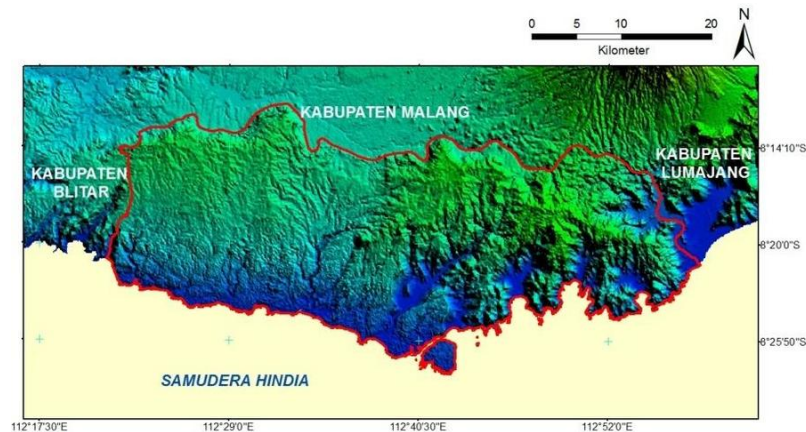 0 5 10 20
Kilometer
N
KABUPATEN MALANG
KABUPATEN
BLITAR
KABUPATEN
LUMAJANG
8°14'10"S
8°20'0"S
8°25'50"S
SAMUDERA HINDIA
112°17'30"E 112°29'0"E 112°40'30"E 112°52'0"E